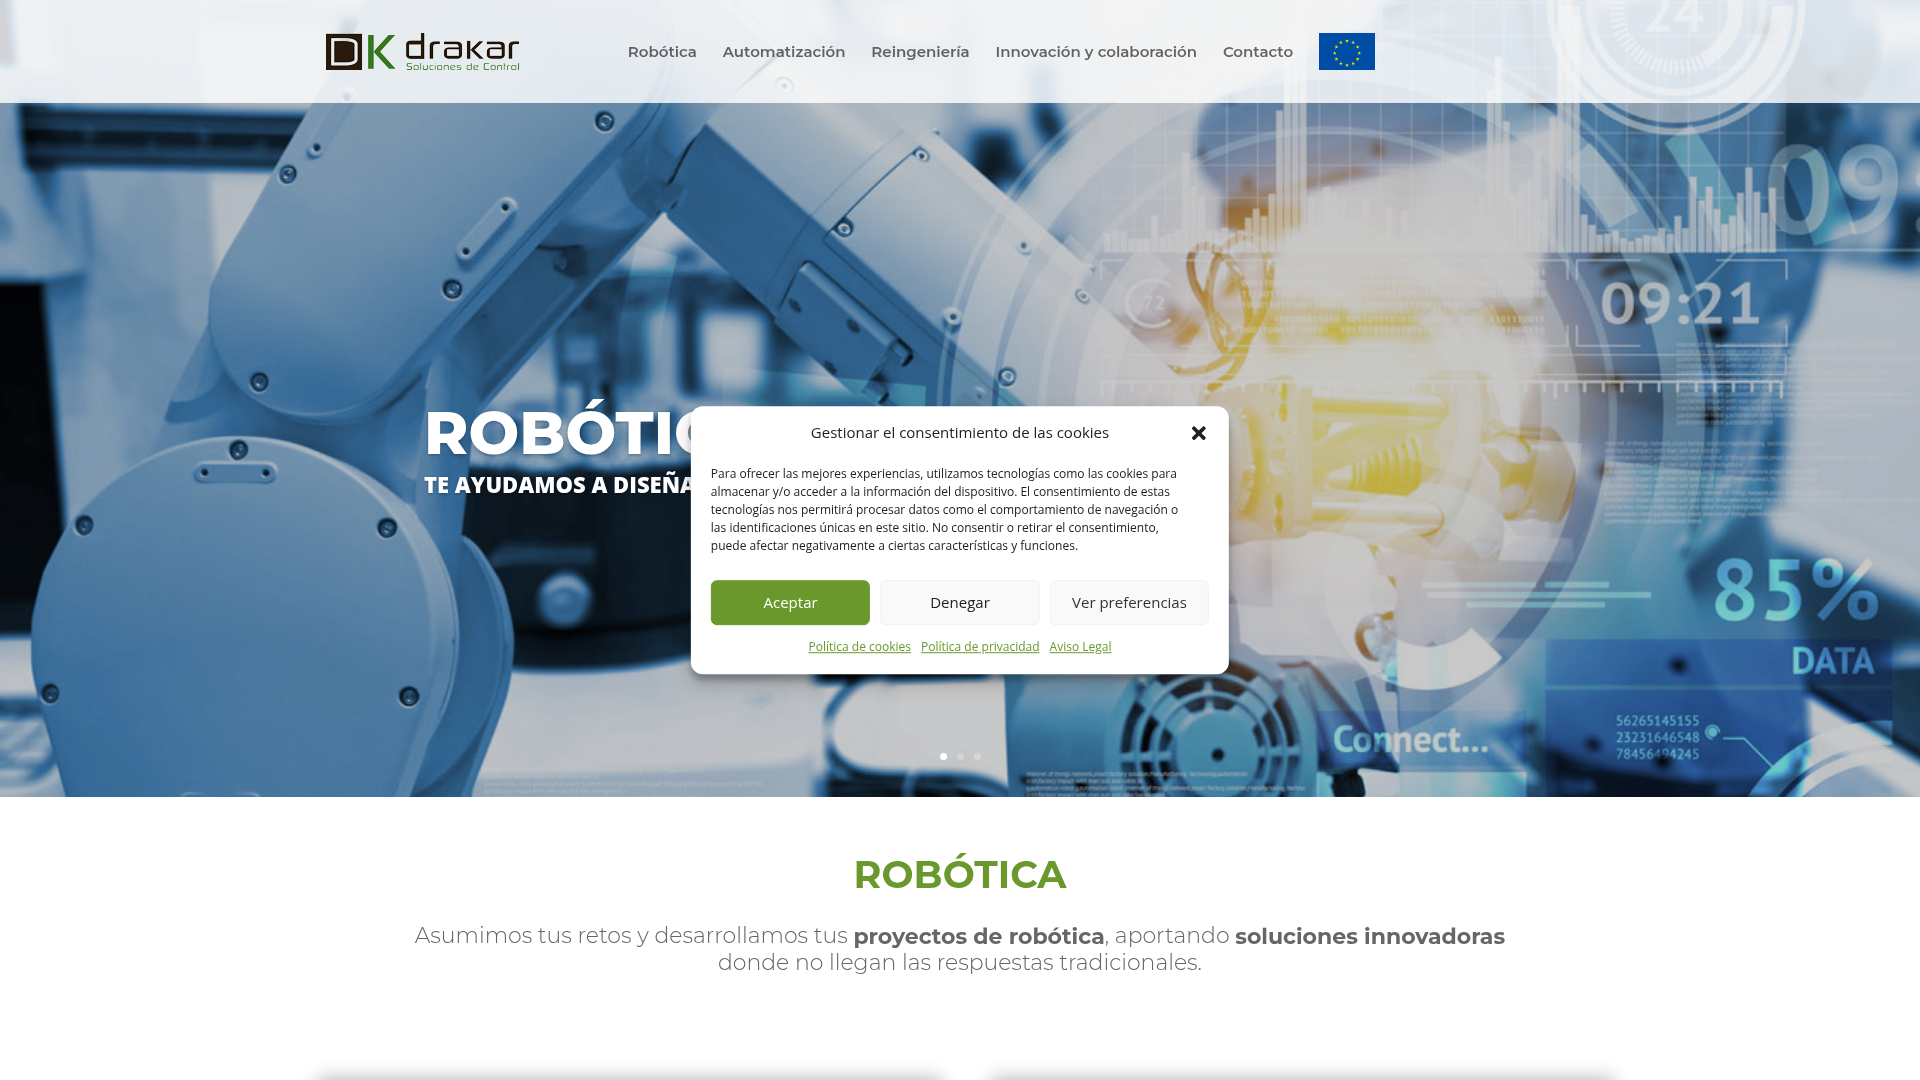 DK drakar
Soluciones de Control
Robótica
Automatización
Reingeniería
Innovación y colaboración
Contacto
24
09:
72
09:21
TE AYUDAMOS A
Gestionar el consentimiento de las cookies
Para ofrecer las mejores experiencias, utilizamos tecnologías como las cookies para
almacenar y/o acceder a la información del dispositivo. El consentimiento de estas
tecnologías nos permitirá procesar datos como el comportamiento de navegación o
las identificaciones únicas en este sitio. No consentir o retirar el consentimiento,
puede afectar negativamente a ciertas características y funciones.
Aceptar
Denegar
Ver preferencias
Política de cookies
Política de privacidad
Aviso Legal
85%
DATA
Connect...
56265145155
23231646548
78456494245
ROBÓTICA
Asumimos tus retos y desarrollamos tus proyectos de robótica, aportando soluciones innovadoras
donde no llegan las respuestas tradicionales.